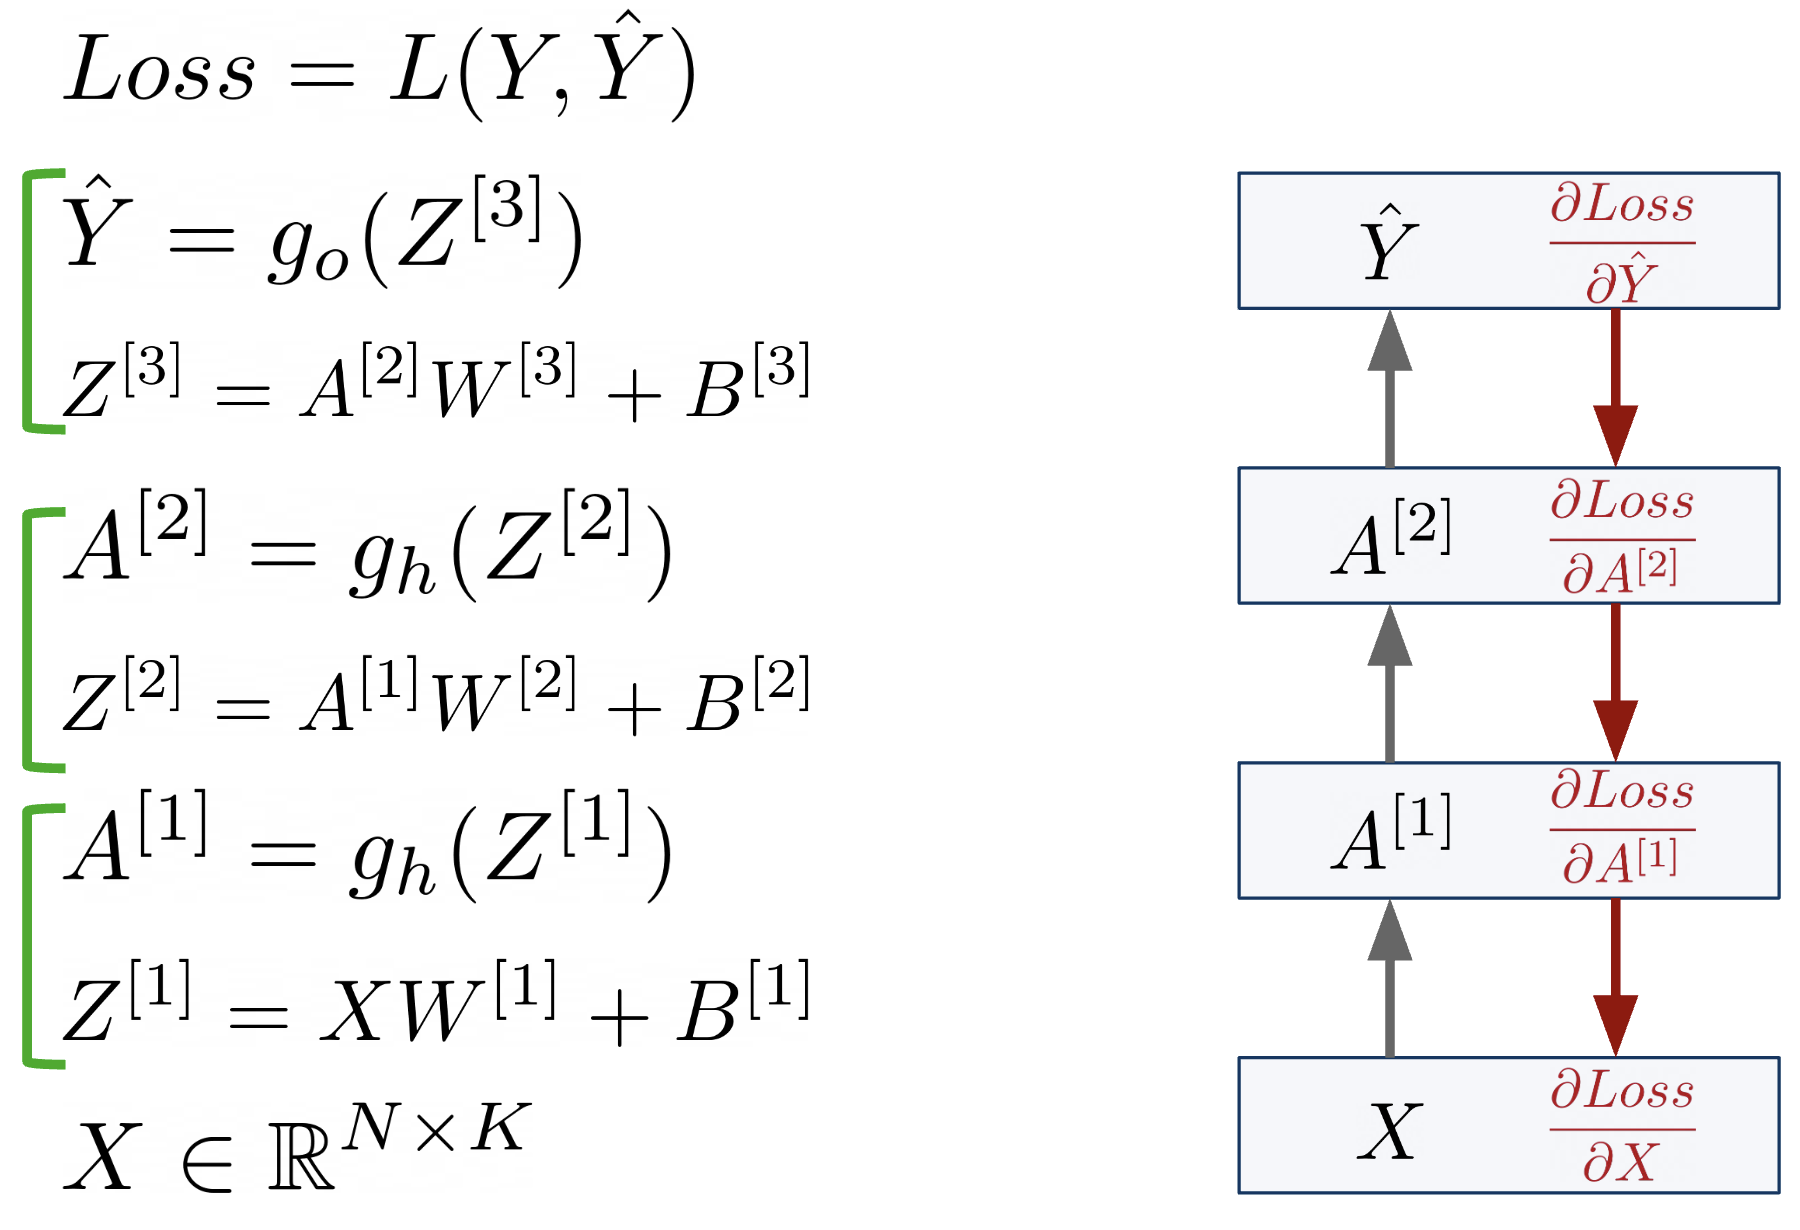 Loss = L(Y, Ŷ)
Ŷ = g_o(Z^{[3]})
Z^{[3]} = A^{[2]}W^{[3]} + B^{[3]}
A^{[2]} = g_h(Z^{[2]})
Z^{[2]} = A^{[1]}W^{[2]} + B^{[2]}
A^{[1]} = g_h(Z^{[1]})
Z^{[1]} = XW^{[1]} + B^{[1]}
X ∈ ℝ^{N×K}
Ŷ ∂Loss/∂Ŷ
A^{[2]} ∂Loss/∂A^{[2]}
A^{[1]} ∂Loss/∂A^{[1]}
X ∂Loss/∂X